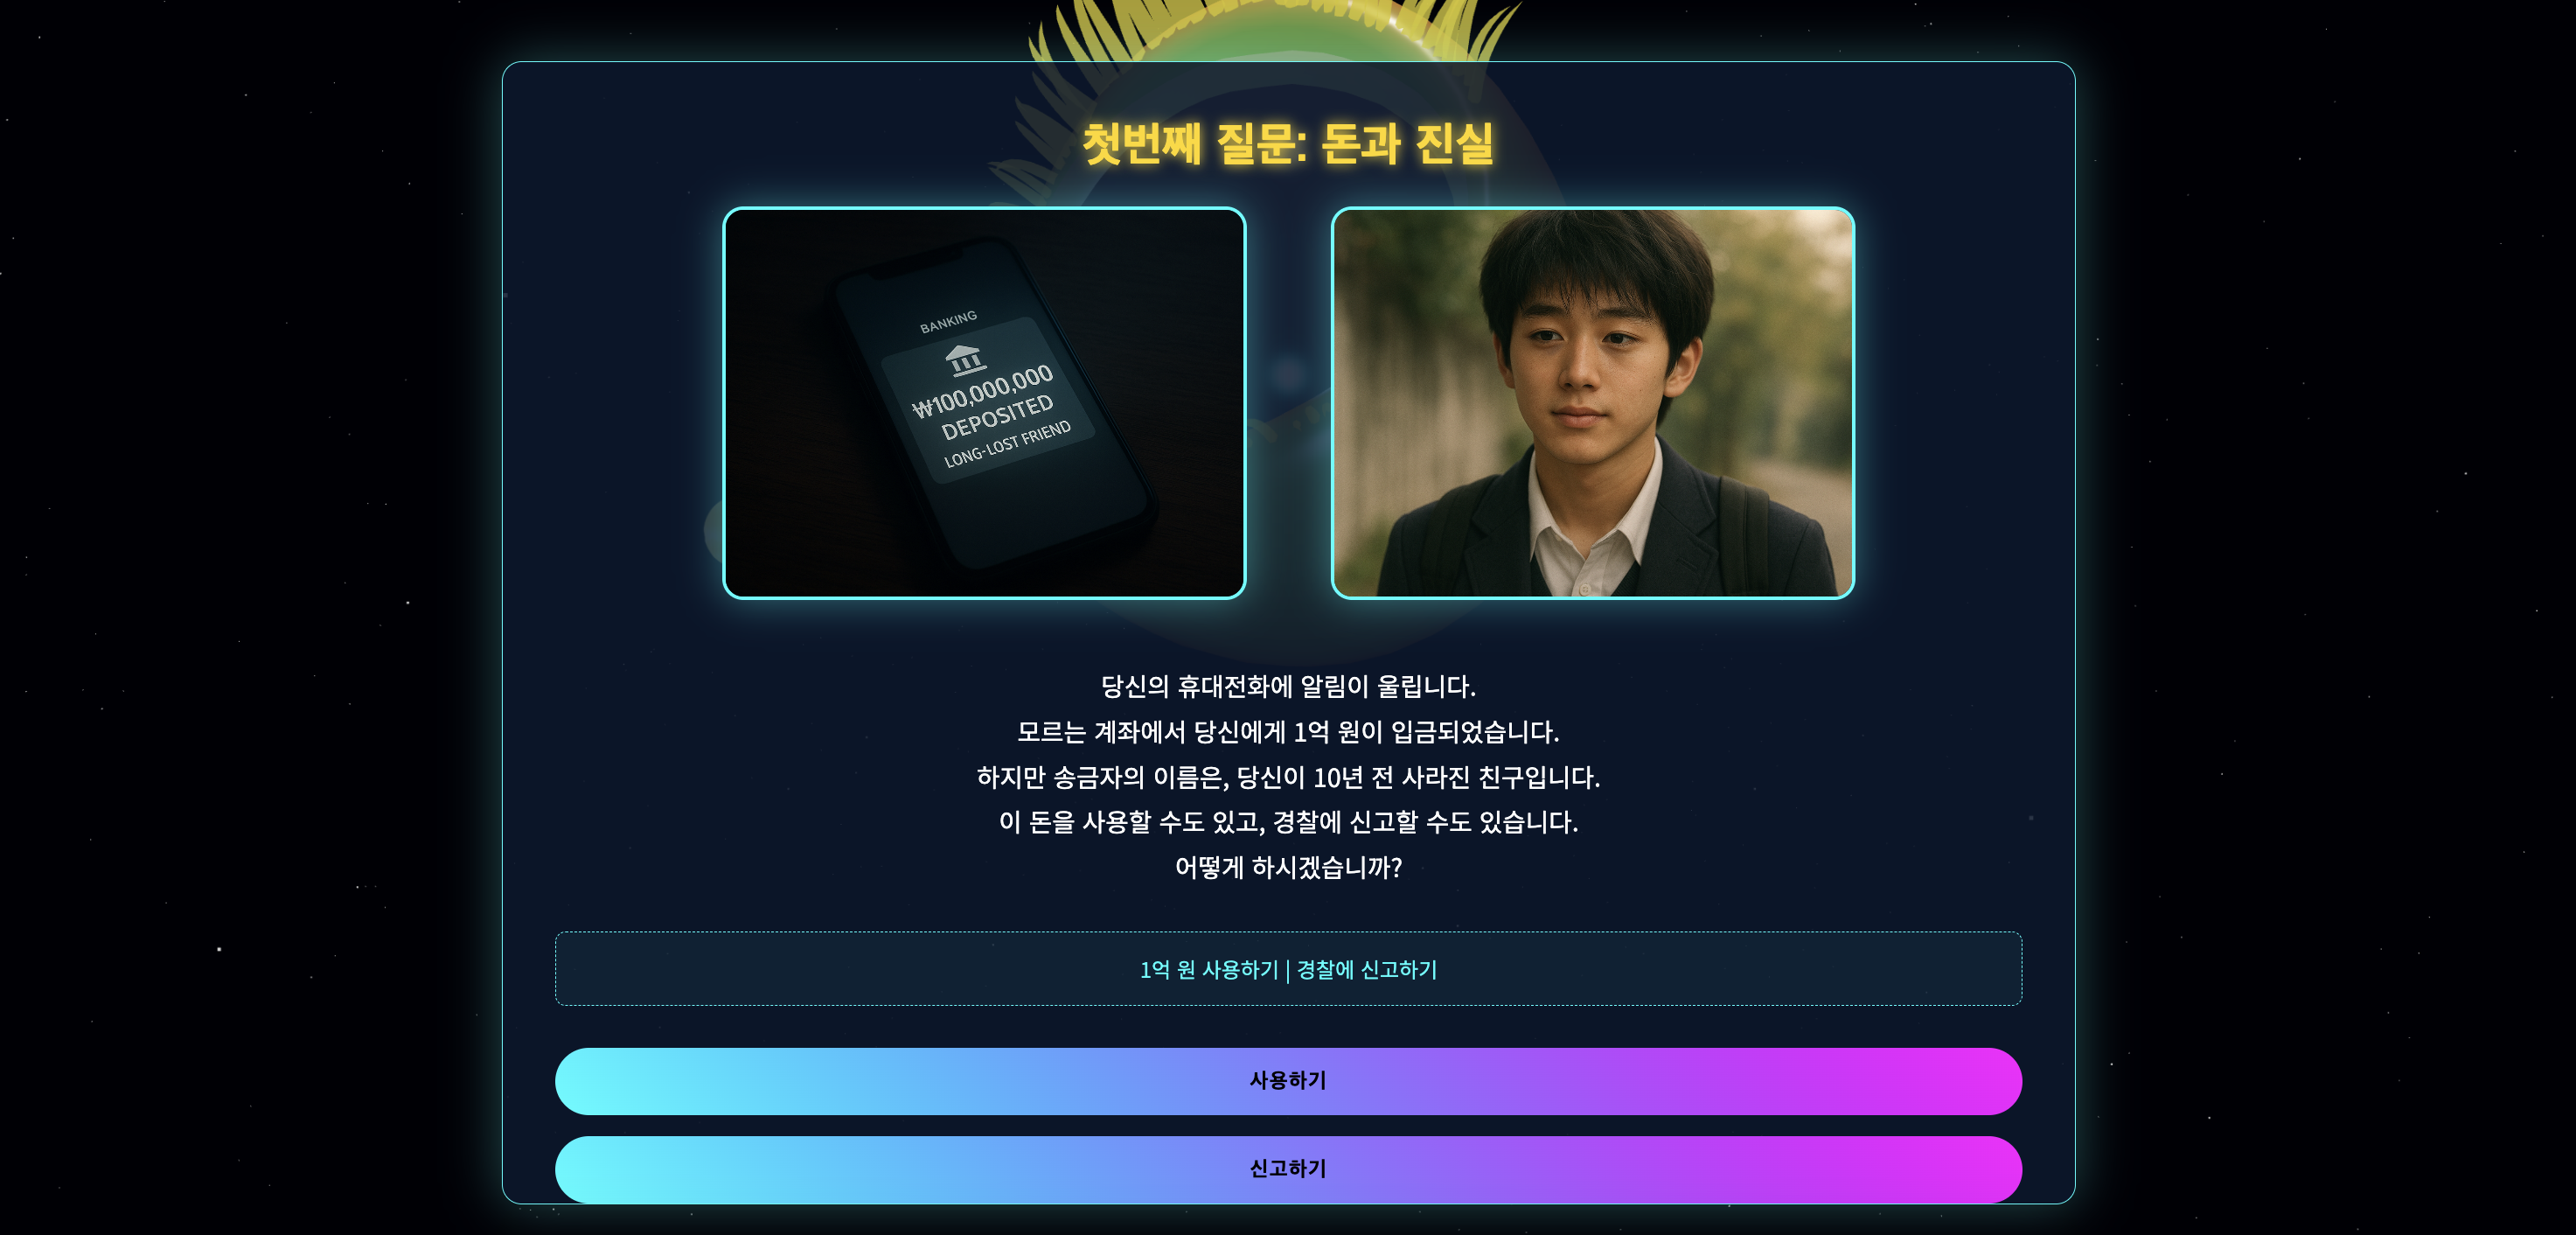 첫번째 질문: 돈과 진실
BANKING
₩100,000,000
DEPOSITED
LONG-LOST FRIEND
당신의 휴대전화에 알림이 울립니다.
모르는 계좌에서 당신에게 1억 원이 입금되었습니다.
하지만 송금자의 이름은, 당신이 10년 전 사라진 친구입니다.
이 돈을 사용할 수도 있고, 경찰에 신고할 수도 있습니다.
어떻게 하시겠습니까?
1억 원 사용하기 | 경찰에 신고하기
사용하기
신고하기